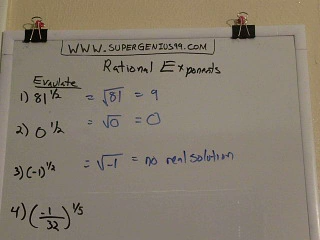 www.SUPERGENIUS99.COM
Rational Exponents
Evaulate
1) 81^1/2 = √81 = 9
2) 0^1/2 = √0 = 0
3) (-1)^1/2 = √-1 = no real solution
4) (-1/32)^1/5